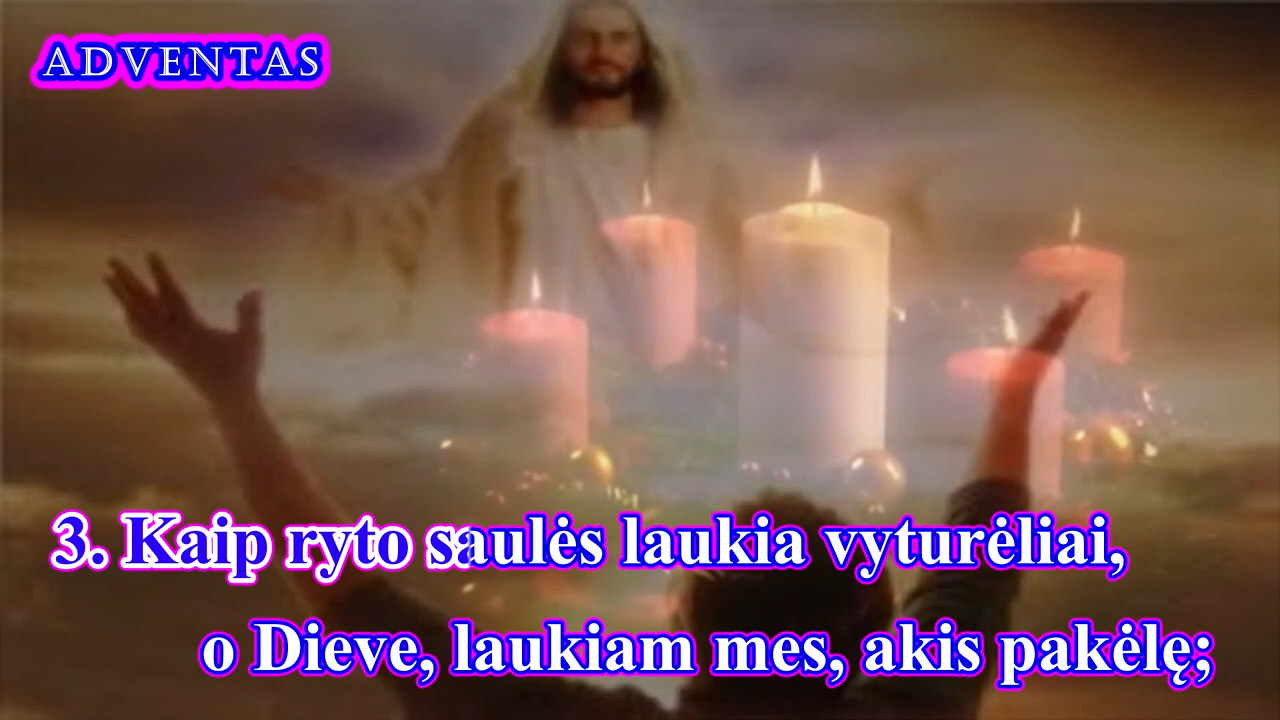 ADVENTAS
3. Kaip ryto saulės laukia vyturėliai,
o Dieve, laukiam mes, akis pakėlę;